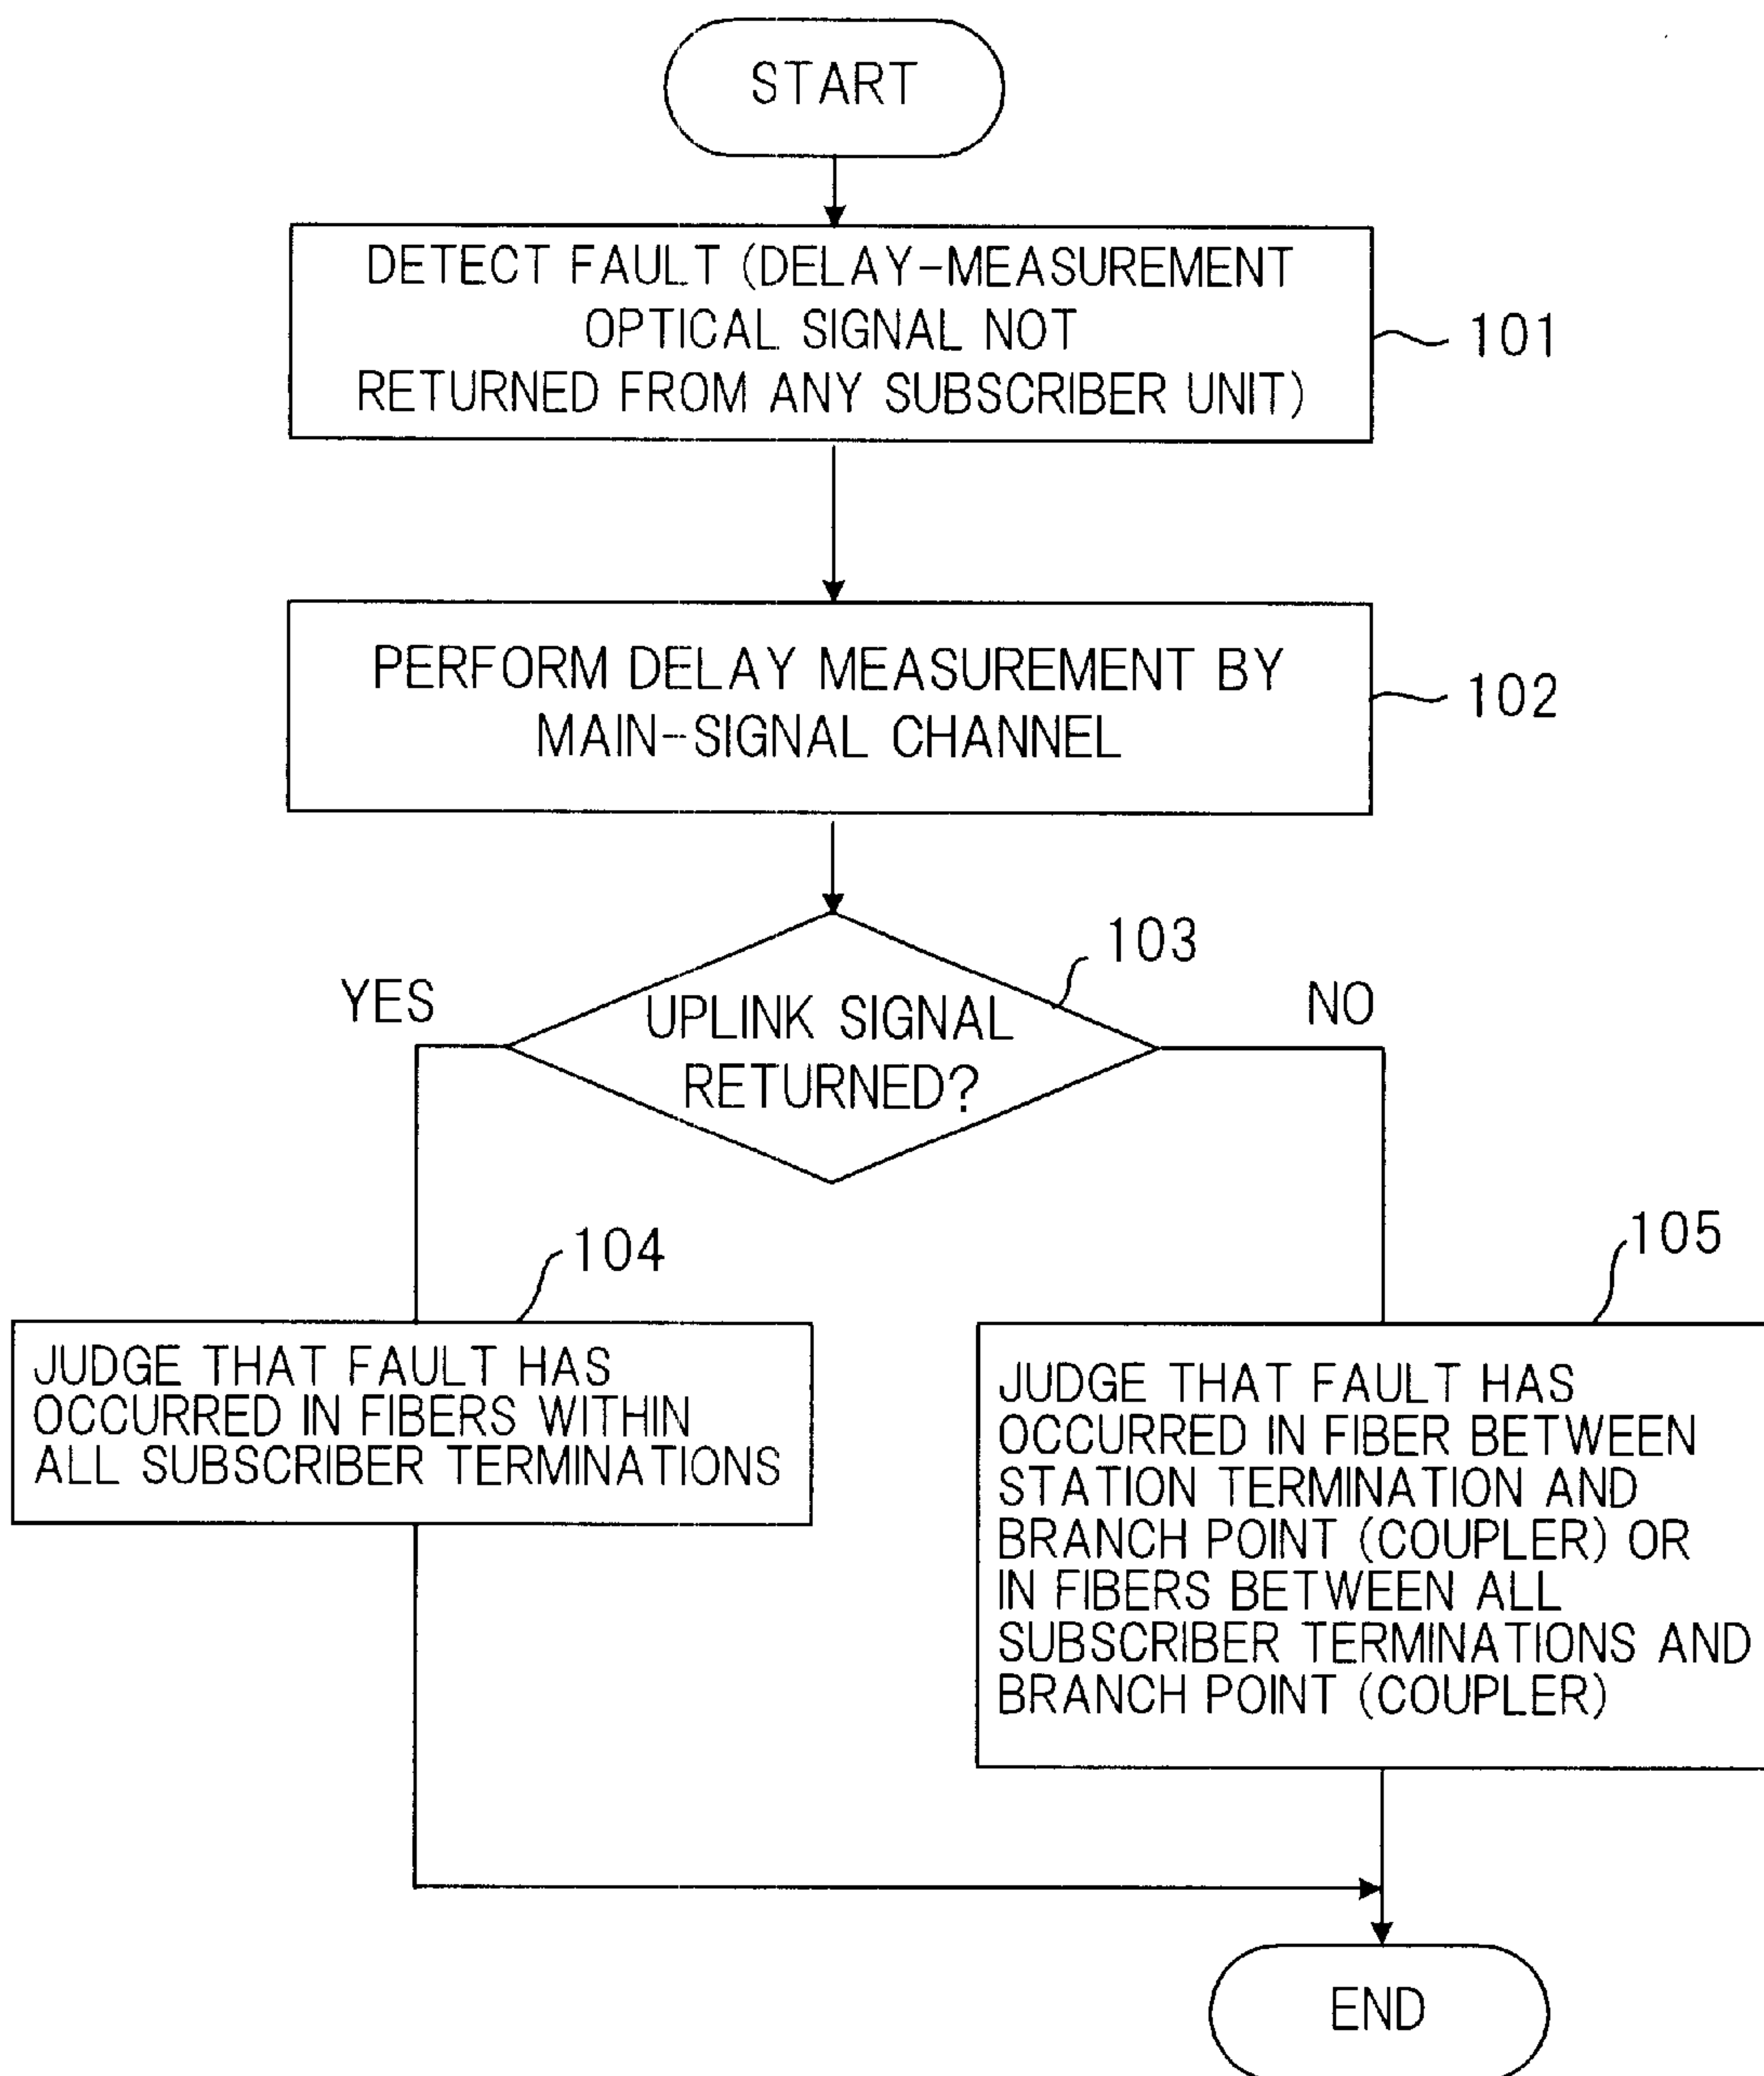 START
DETECT FAULT (DELAY-MEASUREMENT
OPTICAL SIGNAL NOT
RETURNED FROM ANY SUBSCRIBER UNIT)
101
PERFORM DELAY MEASUREMENT BY
MAIN-SIGNAL CHANNEL
102
103
YES
UPLINK SIGNAL
RETURNED?
NO
104
JUDGE THAT FAULT HAS
OCCURRED IN FIBERS WITHIN
ALL SUBSCRIBER TERMINATIONS
105
JUDGE THAT FAULT HAS
OCCURRED IN FIBER BETWEEN
STATION TERMINATION AND
BRANCH POINT (COUPLER) OR
IN FIBERS BETWEEN ALL
SUBSCRIBER TERMINATIONS AND
BRANCH POINT (COUPLER)
END